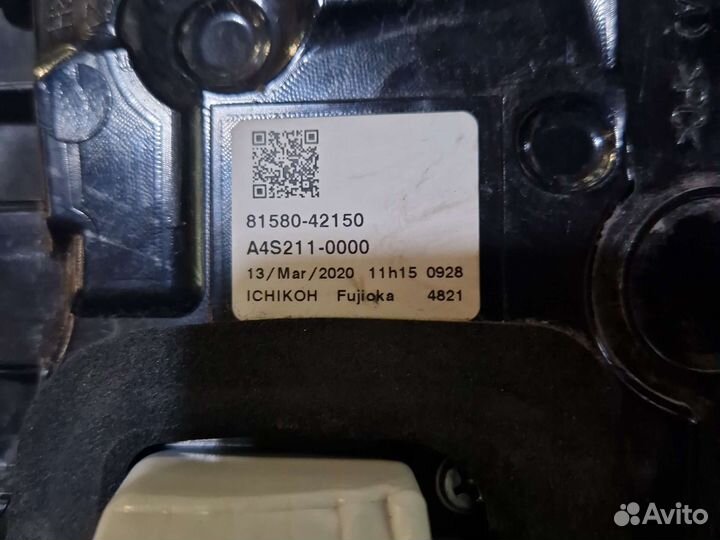 81580-42150
A4S211-0000
13/Mar/2020 11h15 0928
ICHIKOH Fujioka 4821
Avito